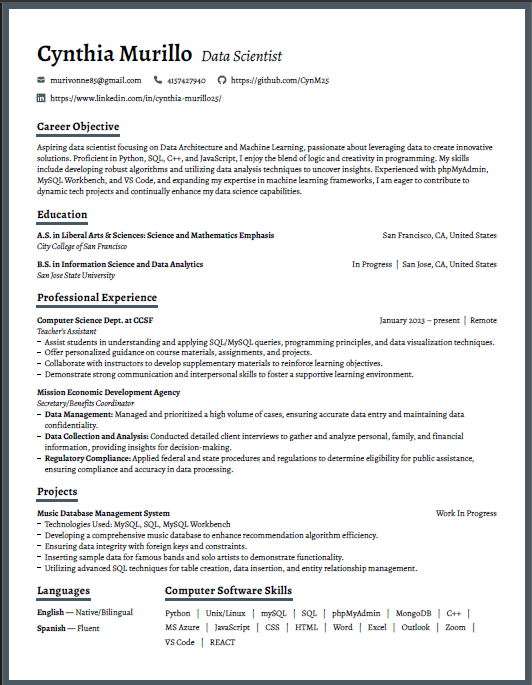 Cynthia Murillo Data Scientist
murivonne85@gmail.com 4157427940 https://github.com/CynM25
https://www.linkedin.com/in/cynthia-murillo25/
Career Objective
Aspiring data scientist focusing on Data Architecture and Machine Learning, passionate about leveraging data to create innovative
solutions. Proficient in Python, SQL, C++, and JavaScript, I enjoy the blend of logic and creativity in programming. My skills
include developing robust algorithms and utilizing data analysis techniques to uncover insights. Experienced with phpMyAdmin,
MySQL Workbench, and VS Code, and expanding my expertise in machine learning frameworks, I am eager to contribute to
dynamic tech projects and continually enhance my data science capabilities.
Education
A.S. in Liberal Arts & Sciences: Science and Mathematics Emphasis San Francisco, CA, United States
City College of San Francisco
B.S. in Information Science and Data Analytics In Progress | San Jose, CA, United States
San Jose State University
Professional Experience
Computer Science Dept. at CCSF January 2023 – present | Remote
Teacher's Assistant
– Assist students in understanding and applying SQL/MySQL queries, programming principles, and data visualization techniques.
– Offer personalized guidance on course materials, assignments, and projects.
– Collaborate with instructors to develop supplementary materials to reinforce learning objectives.
– Demonstrate strong communication and interpersonal skills to foster a supportive learning environment.
Mission Economic Development Agency
Secretary/Benefits Coordinator
– Data Management: Managed and prioritized a high volume of cases, ensuring accurate data entry and maintaining data
confidentiality.
– Data Collection and Analysis: Conducted detailed client interviews to gather and analyze personal, family, and financial
information, providing insights for decision-making.
– Regulatory Compliance: Applied federal and state procedures and regulations to determine eligibility for public assistance,
ensuring compliance and accuracy in data processing.
Projects
Music Database Management System Work In Progress
– Technologies Used: MySQL, SQL, MySQL Workbench
– Developing a comprehensive music database to enhance recommendation algorithm efficiency.
– Ensuring data integrity with foreign keys and constraints.
– Inserting sample data for famous bands and solo artists to demonstrate functionality.
– Utilizing advanced SQL techniques for table creation, data insertion, and entity relationship management.
Languages
English — Native/Bilingual
Spanish — Fluent
Computer Software Skills
Python | Unix/Linux | mySQL | SQL | phpMyAdmin | MongoDB | C++ |
MS Azure | JavaScript | CSS | HTML | Word | Excel | Outlook | Zoom |
VS Code | REACT